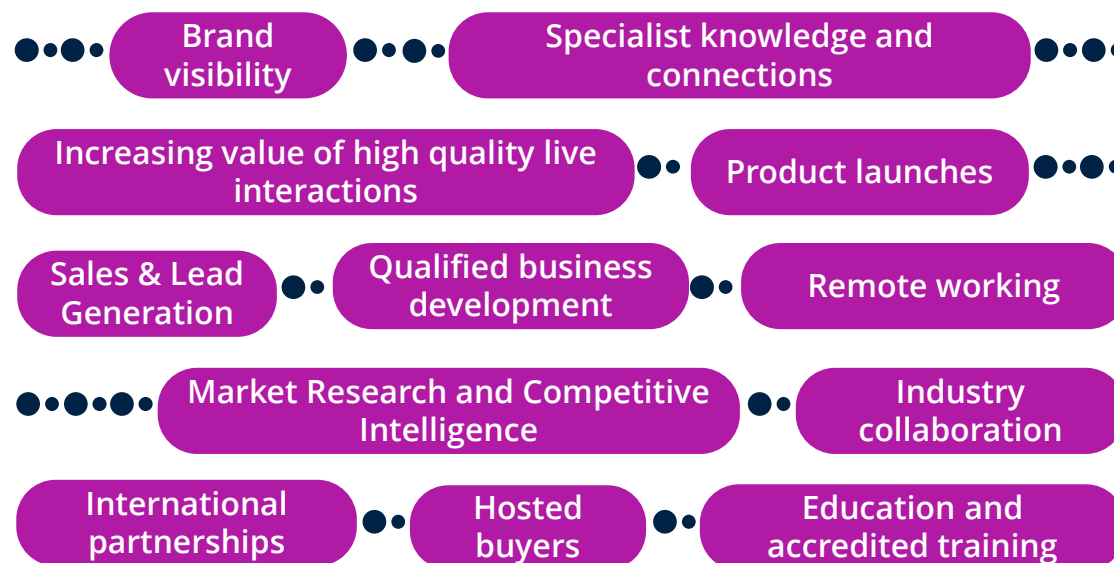 Brand
visibility
Specialist knowledge and
connections
Increasing value of high quality live
interactions
Product launches
Sales & Lead
Generation
Qualified business
development
Remote working
Market Research and Competitive
Intelligence
Industry
collaboration
International
partnerships
Hosted
buyers
Education and
accredited training